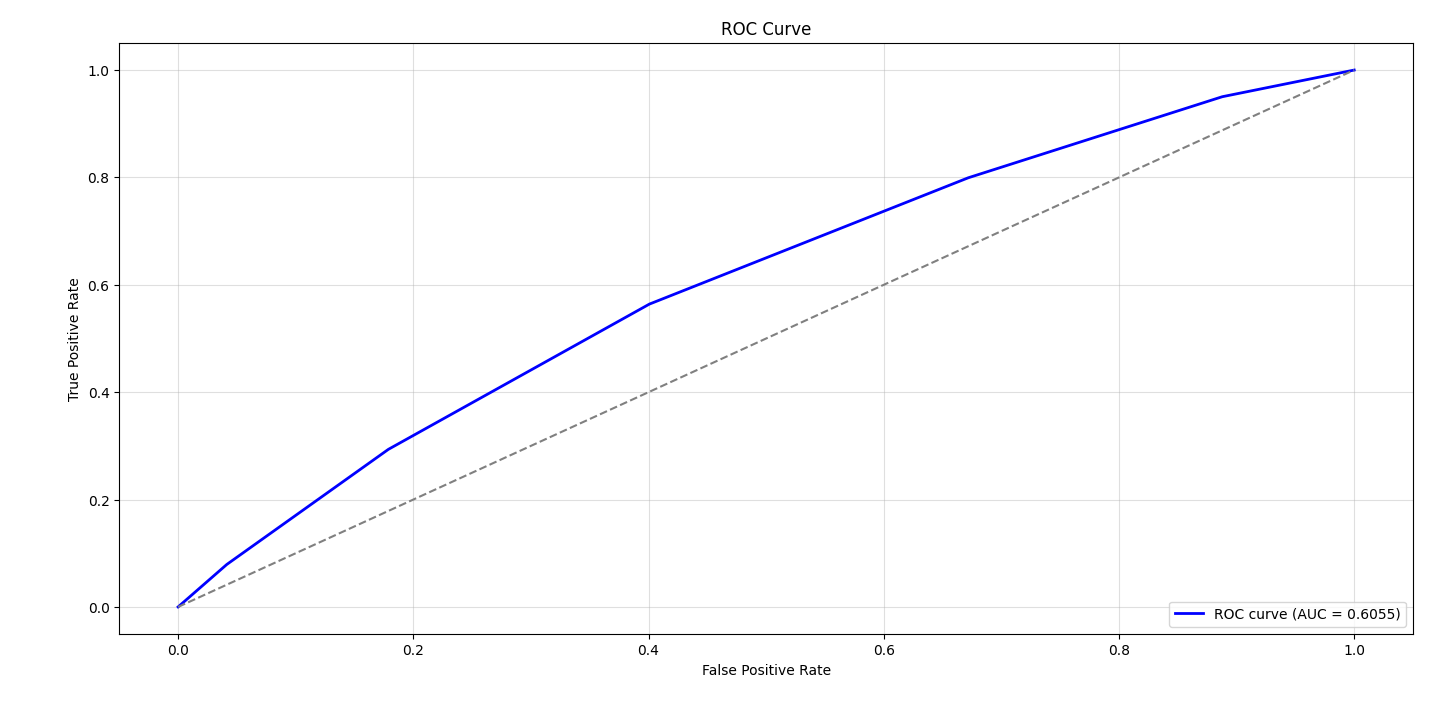 ROC Curve
1.0
0.8
0.6
0.4
0.2
0.0
True Positive Rate
0.0 0.2 0.4 0.6 0.8 1.0
False Positive Rate
ROC curve (AUC = 0.6055)